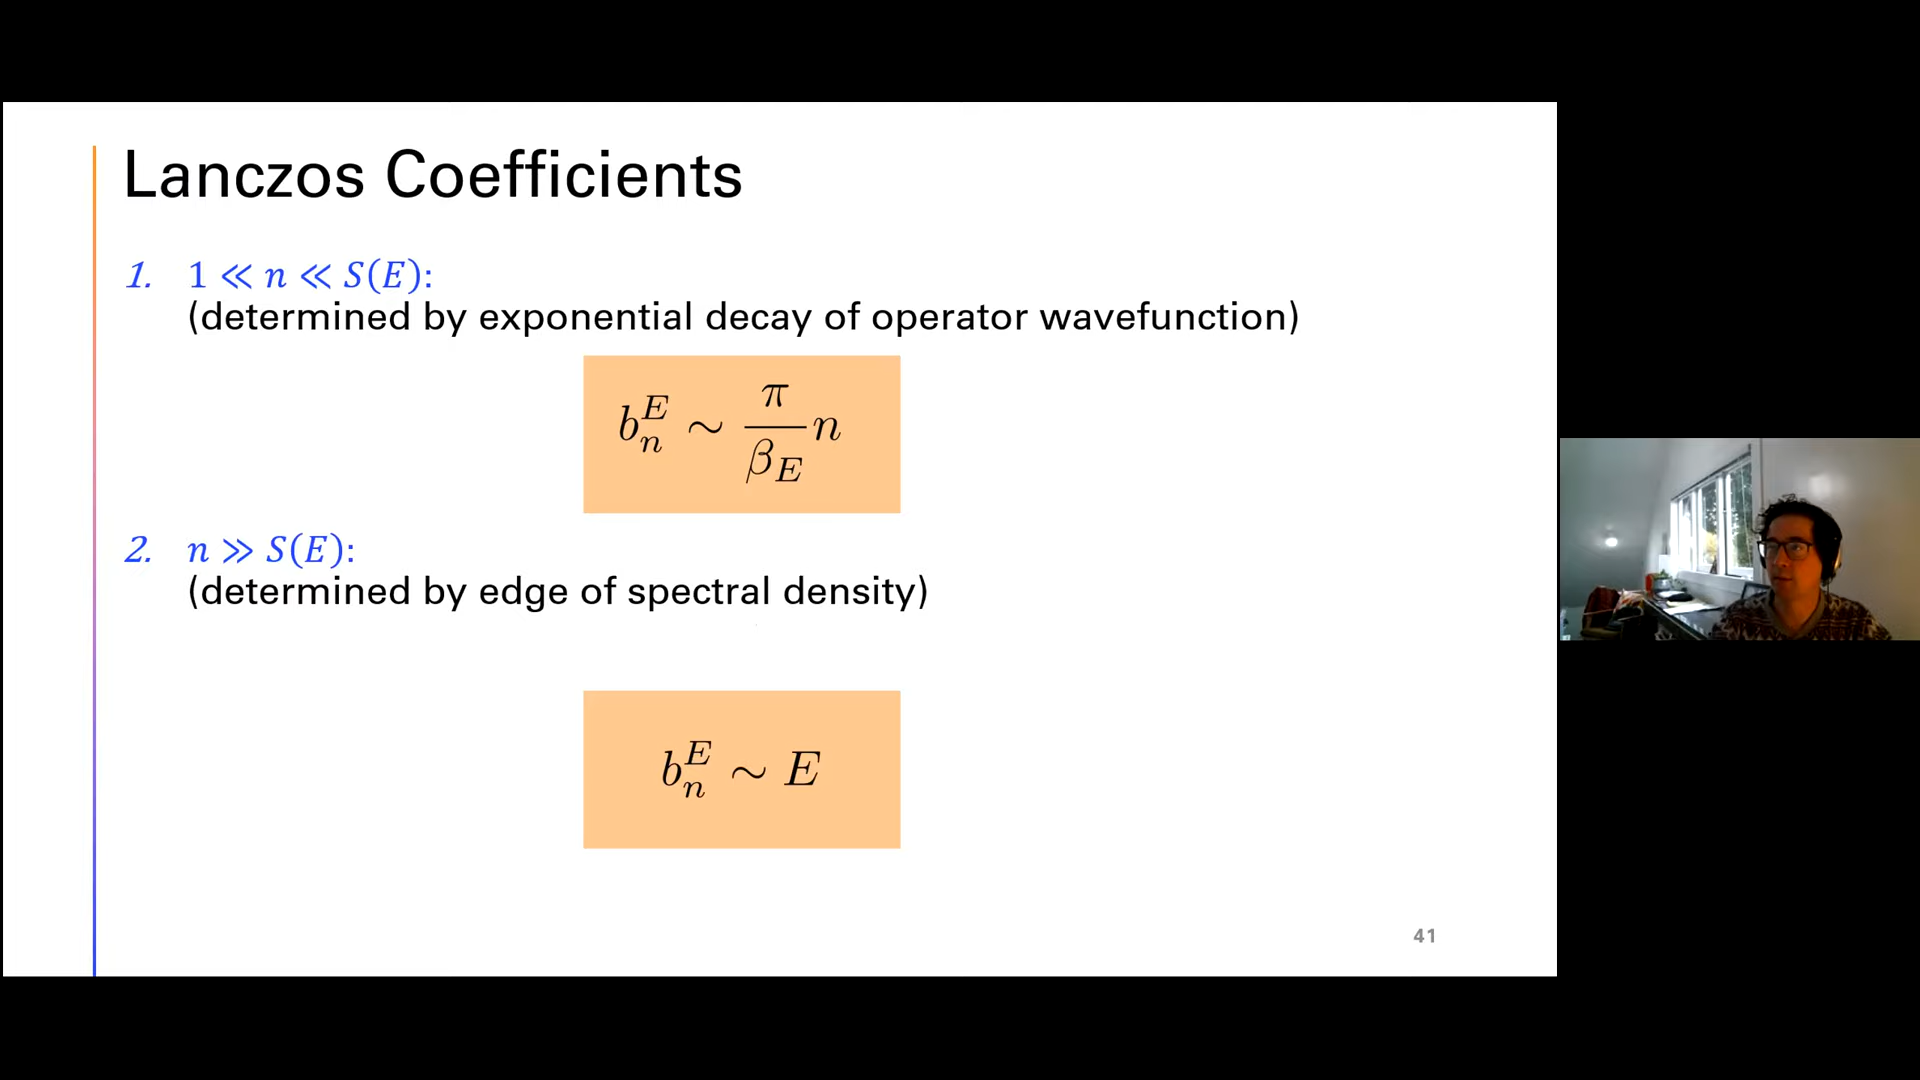 Lanczos Coefficients
1. 1 ≪ n ≪ S(E):
(determined by exponential decay of operator wavefunction)
b_n^E ∼ \frac{π}{β_E} n
2. n ≫ S(E):
(determined by edge of spectral density)
b_n^E ∼ E
41